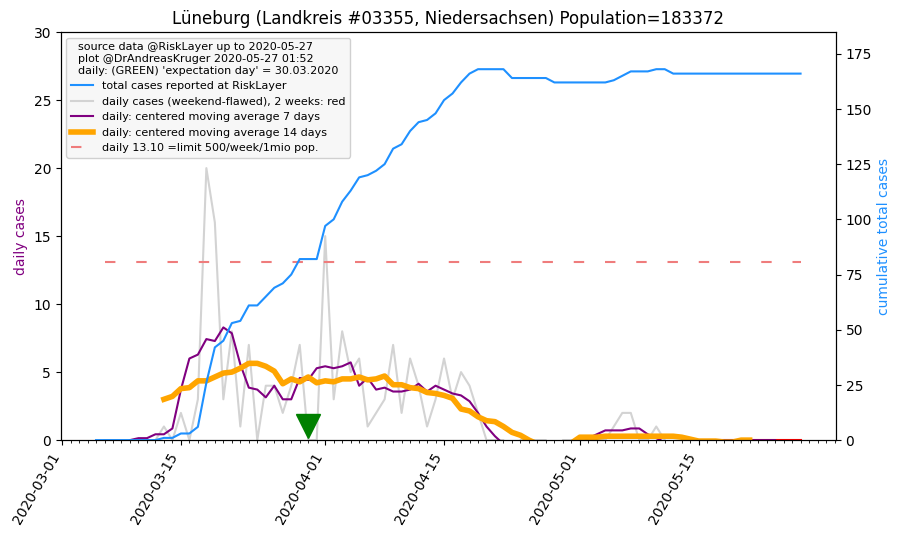 Lüneburg (Landkreis #03355, Niedersachsen) Population=183372
source data @RiskLayer up to 2020-05-27
plot @DrAndreasKruger 2020-05-27 01:52
daily: (GREEN) 'expectation day' = 30.03.2020
total cases reported at RiskLayer
daily cases (weekend-flawed), 2 weeks: red
daily: centered moving average 7 days
daily: centered moving average 14 days
daily 13.10 =limit 500/week/1mio pop.
daily cases
30
25
20
15
10
5
0
cumulative total cases
175
150
125
100
75
50
25
0
2020-03-01
2020-03-15
2020-04-01
2020-04-15
2020-05-01
2020-05-15